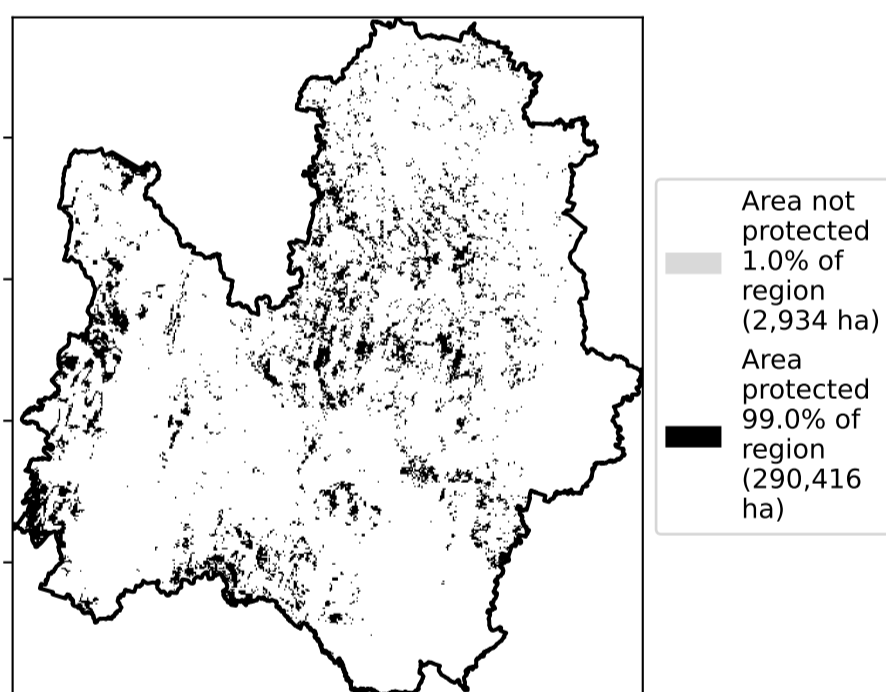 Area not
protected
1.0% of
region
(2,934 ha)
Area
protected
99.0% of
region
(290,416
ha)